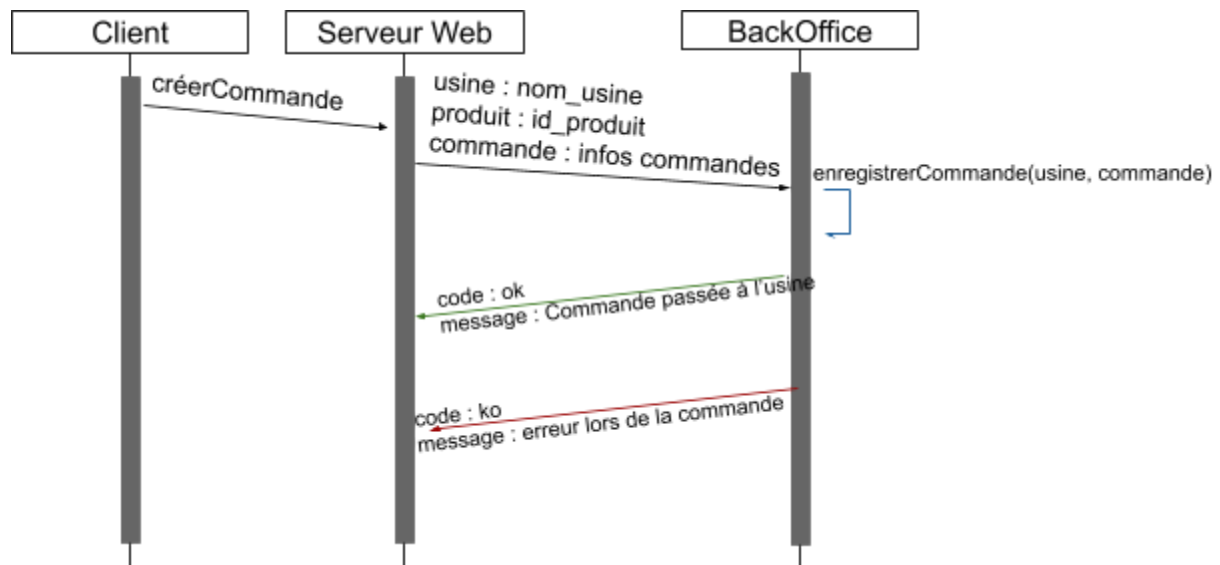 Client
Serveur Web
BackOffice
créerCommande
usine : nom_usine
produit : id_produit
commande : infos commandes
enregistrerCommande(usine, commande)
code : ok
message : Commande passée à l'usine
code : ko
message : erreur lors de la commande